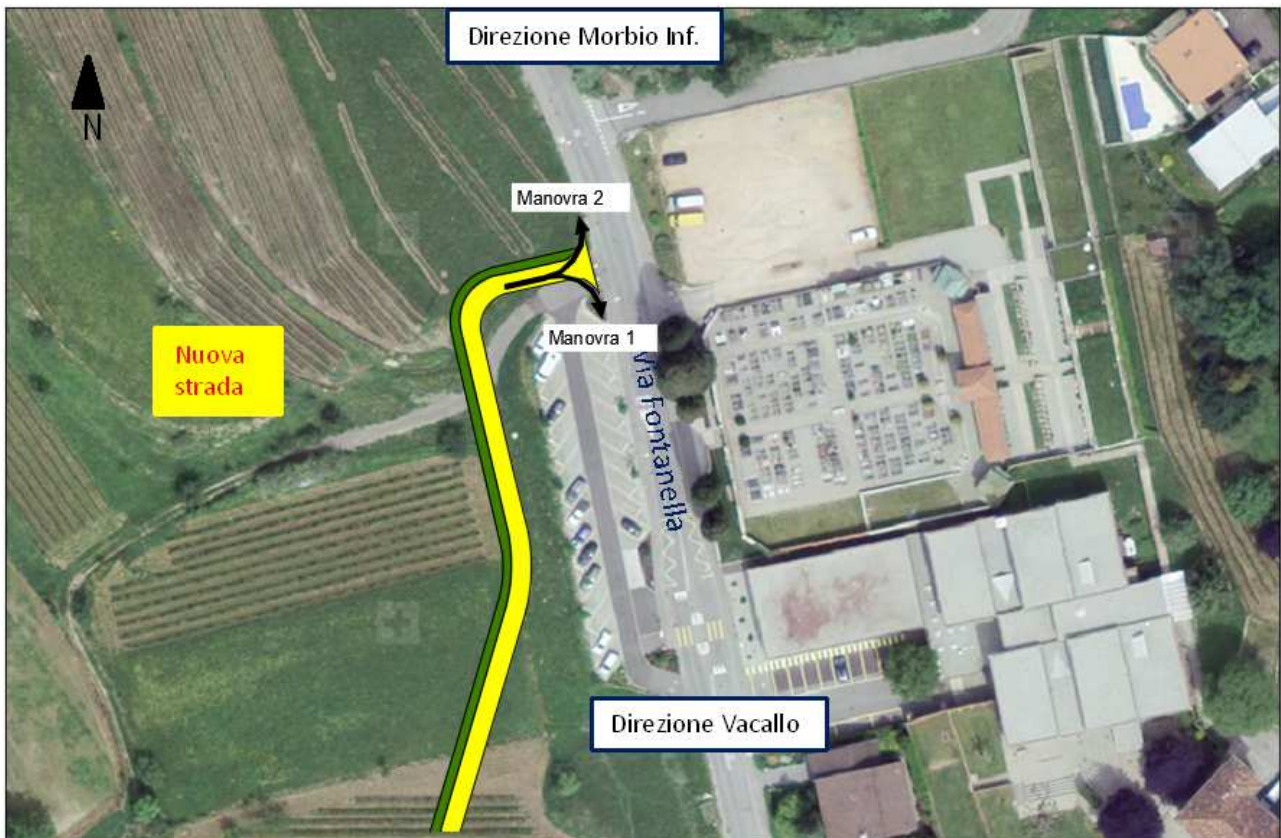 Direzione Morbio Inf.
N
Manovra 2
Manovra 1
Nuova
strada
Via Fontanella
Direzione Vacallo